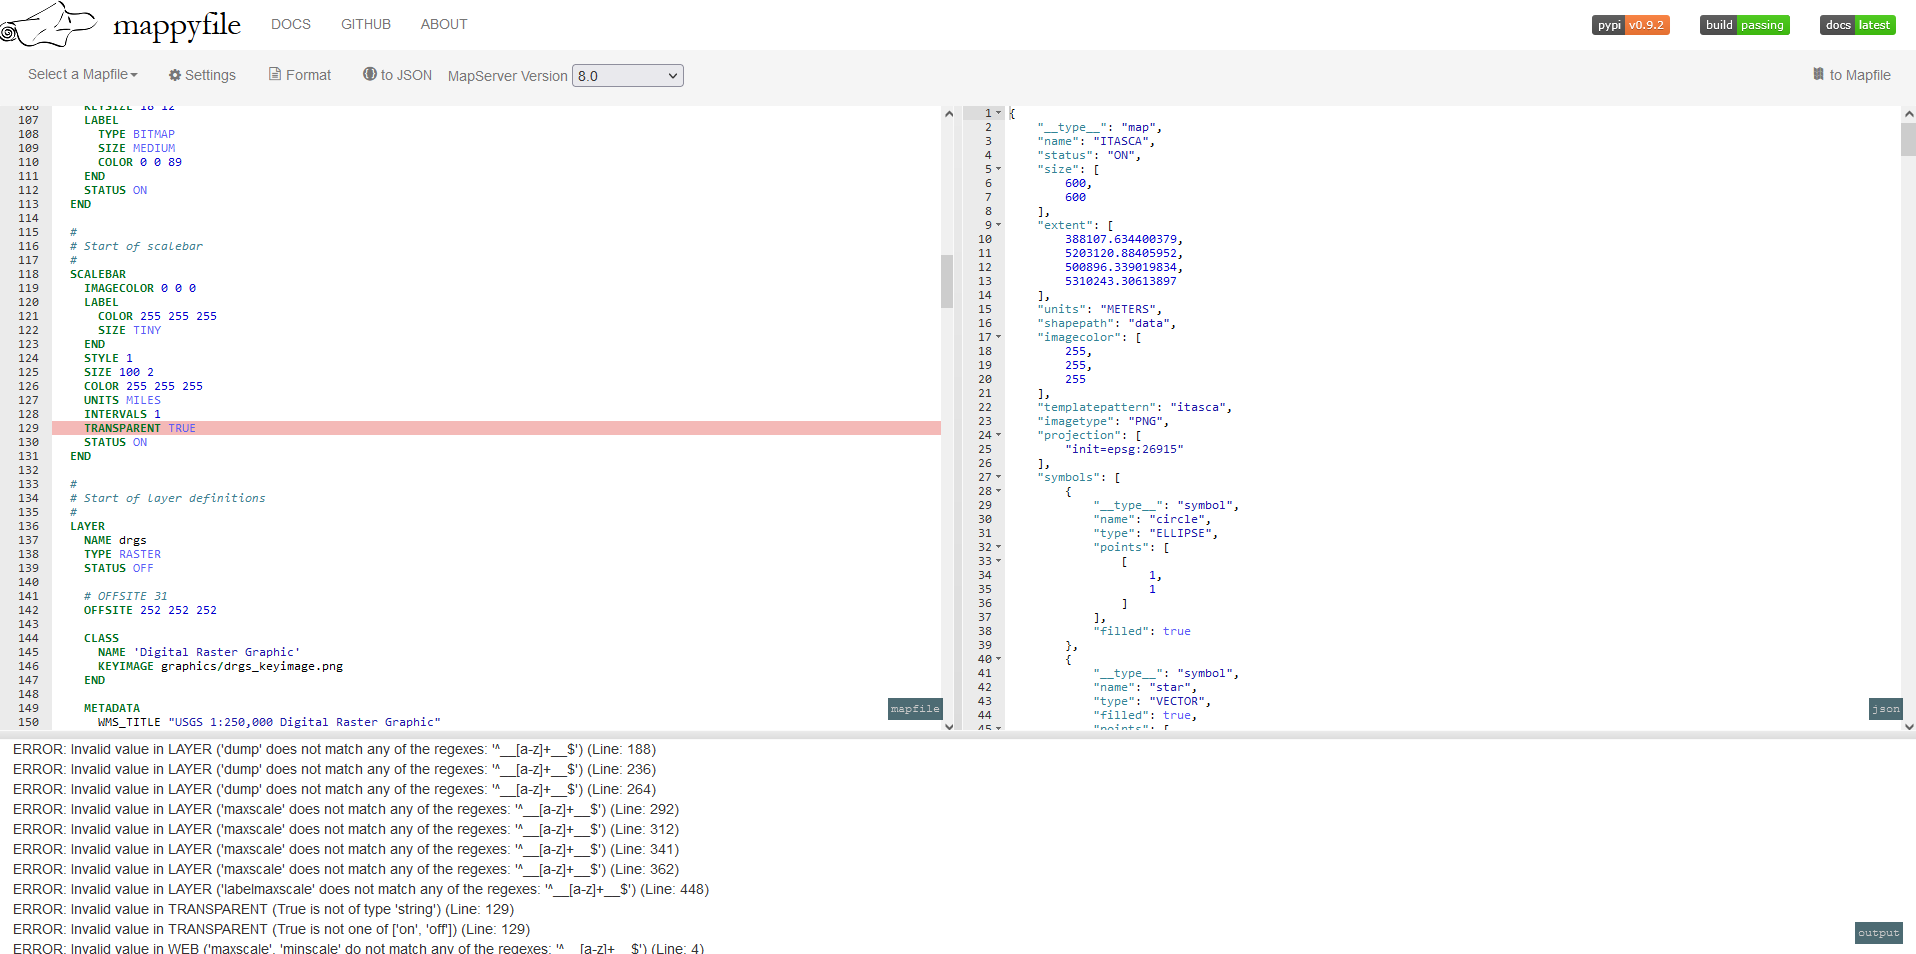 mappyfile DOCS GITHUB ABOUT pypi v0.9.2 build passing docs latest
Select a Mapfile Settings Format to JSON MapServer Version 8.0 to Mapfile
106 KEYSIZE 18 12
107 LABEL
108 TYPE BITMAP
109 SIZE MEDIUM
110 COLOR 0 0 89
111 END
112 STATUS ON
113 END
114
115 #
116 # Start of scalebar
117 #
118 SCALEBAR
119 IMAGECOLOR 0 0 0
120 LABEL
121 COLOR 255 255 255
122 SIZE TINY
123 END
124 STYLE 1
125 SIZE 100 2
126 COLOR 255 255 255
127 UNITS MILES
128 INTERVALS 1
129 TRANSPARENT TRUE
130 STATUS ON
131 END
132
133 #
134 # Start of layer definitions
135 #
136 LAYER
137 NAME drgs
138 TYPE RASTER
139 STATUS OFF
140
141 # OFFSITE 31
142 OFFSITE 252 252 252
143
144 CLASS
145 NAME 'Digital Raster Graphic'
146 KEYIMAGE graphics/drgs_keyimage.png
147 END
148
149 METADATA
150 WMS_TITLE "USGS 1:250,000 Digital Raster Graphic"
mapfile
1 {
2 "__type__": "map",
3 "name": "ITASCA",
4 "status": "ON",
5 "size": [
6 600,
7 600
8 ],
9 "extent": [
10 388107.634400379,
11 5203120.88405952,
12 500896.339019834,
13 5310243.30613897
14 ],
15 "units": "METERS",
16 "shapepath": "data",
17 "imagecolor": [
18 255,
19 255,
20 255
21 ],
22 "templatepattern": "itasca",
23 "imagetype": "PNG",
24 "projection": [
25 "init=epsg:26915"
26 ],
27 "symbols": [
28 {
29 "__type__": "symbol",
30 "name": "circle",
31 "type": "ELLIPSE",
32 "points": [
33 [
34 1,
35 1
36 ]
37 ],
38 "filled": true
39 },
40 {
41 "__type__": "symbol",
42 "name": "star",
43 "type": "VECTOR",
44 "filled": true,
45 "points": [
json
ERROR: Invalid value in LAYER ('dump' does not match any of the regexes: '^__[a-z]+__$') (Line: 188)
ERROR: Invalid value in LAYER ('dump' does not match any of the regexes: '^__[a-z]+__$') (Line: 236)
ERROR: Invalid value in LAYER ('dump' does not match any of the regexes: '^__[a-z]+__$') (Line: 264)
ERROR: Invalid value in LAYER ('maxscale' does not match any of the regexes: '^__[a-z]+__$') (Line: 292)
ERROR: Invalid value in LAYER ('maxscale' does not match any of the regexes: '^__[a-z]+__$') (Line: 312)
ERROR: Invalid value in LAYER ('maxscale' does not match any of the regexes: '^__[a-z]+__$') (Line: 341)
ERROR: Invalid value in LAYER ('maxscale' does not match any of the regexes: '^__[a-z]+__$') (Line: 362)
ERROR: Invalid value in LAYER ('labelmaxscale' does not match any of the regexes: '^__[a-z]+__$') (Line: 448)
ERROR: Invalid value in TRANSPARENT (True is not of type 'string') (Line: 129)
ERROR: Invalid value in TRANSPARENT (True is not one of ['on', 'off']) (Line: 129)
ERROR: Invalid value in WEB ('maxscale', 'minscale' do not match any of the regexes: '^__[a-z]+__$') (Line: 4)
output